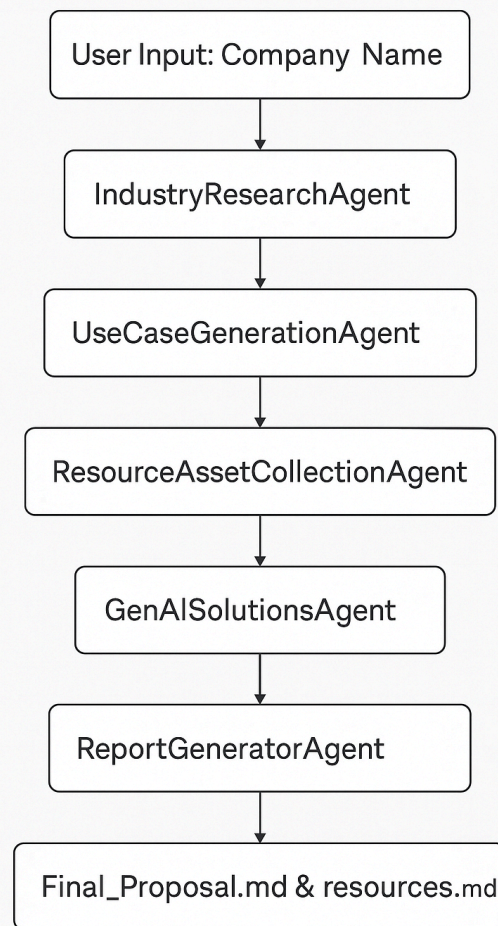 User Input: Company Name
IndustryResearchAgent
UseCaseGenerationAgent
ResourceAssetCollectionAgent
GenAISolutionsAgent
ReportGeneratorAgent
Final_Proposal.md & resources.md